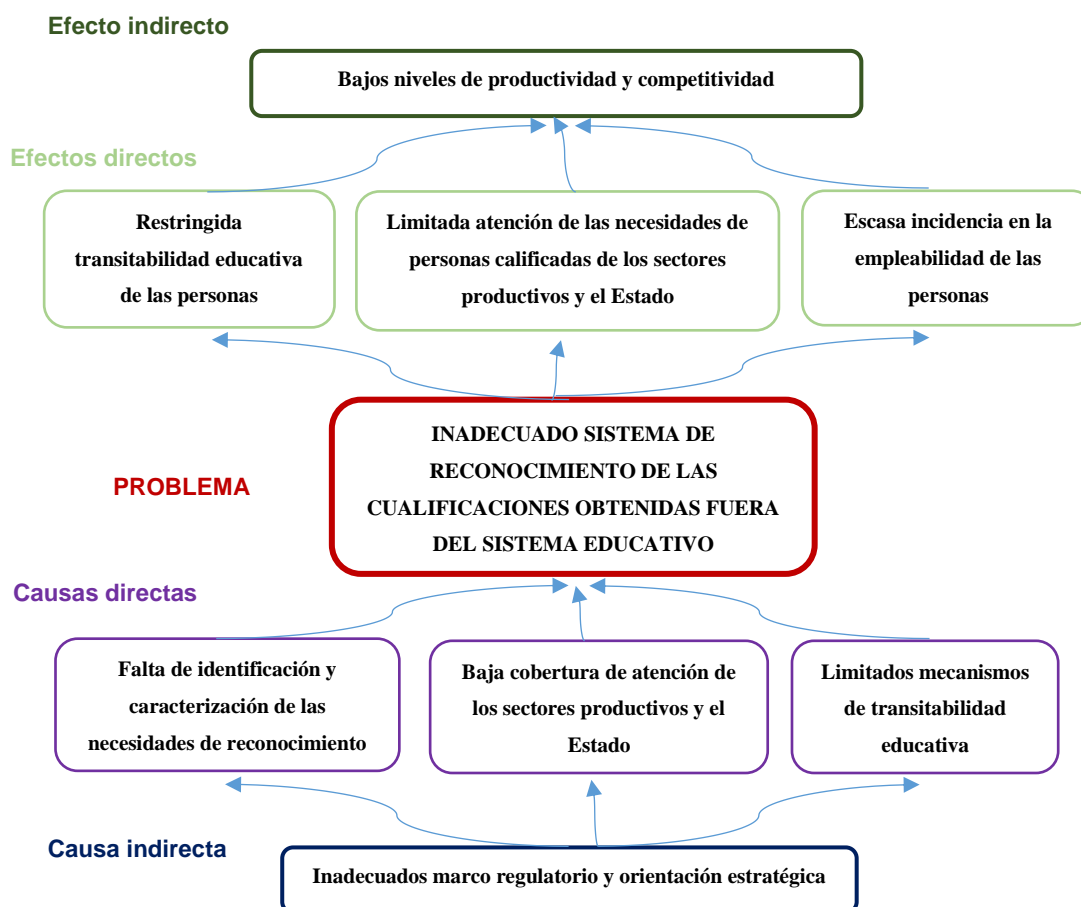 Efecto indirecto
Bajos niveles de productividad y competitividad
Efectos directos
Restringida
transitabilidad educativa
de las personas
Limitada atención de las necesidades de
personas calificadas de los sectores
productivos y el Estado
Escasa incidencia en la
empleabilidad de las
personas
PROBLEMA
INADECUADO SISTEMA DE
RECONOCIMIENTO DE LAS
CUALIFICACIONES OBTENIDAS FUERA
DEL SISTEMA EDUCATIVO
Causas directas
Falta de identificación y
caracterización de las
necesidades de reconocimiento
Baja cobertura de atención de
los sectores productivos y el
Estado
Limitados mecanismos
de transitabilidad
educativa
Causa indirecta
Inadecuados marco regulatorio y orientación estratégica